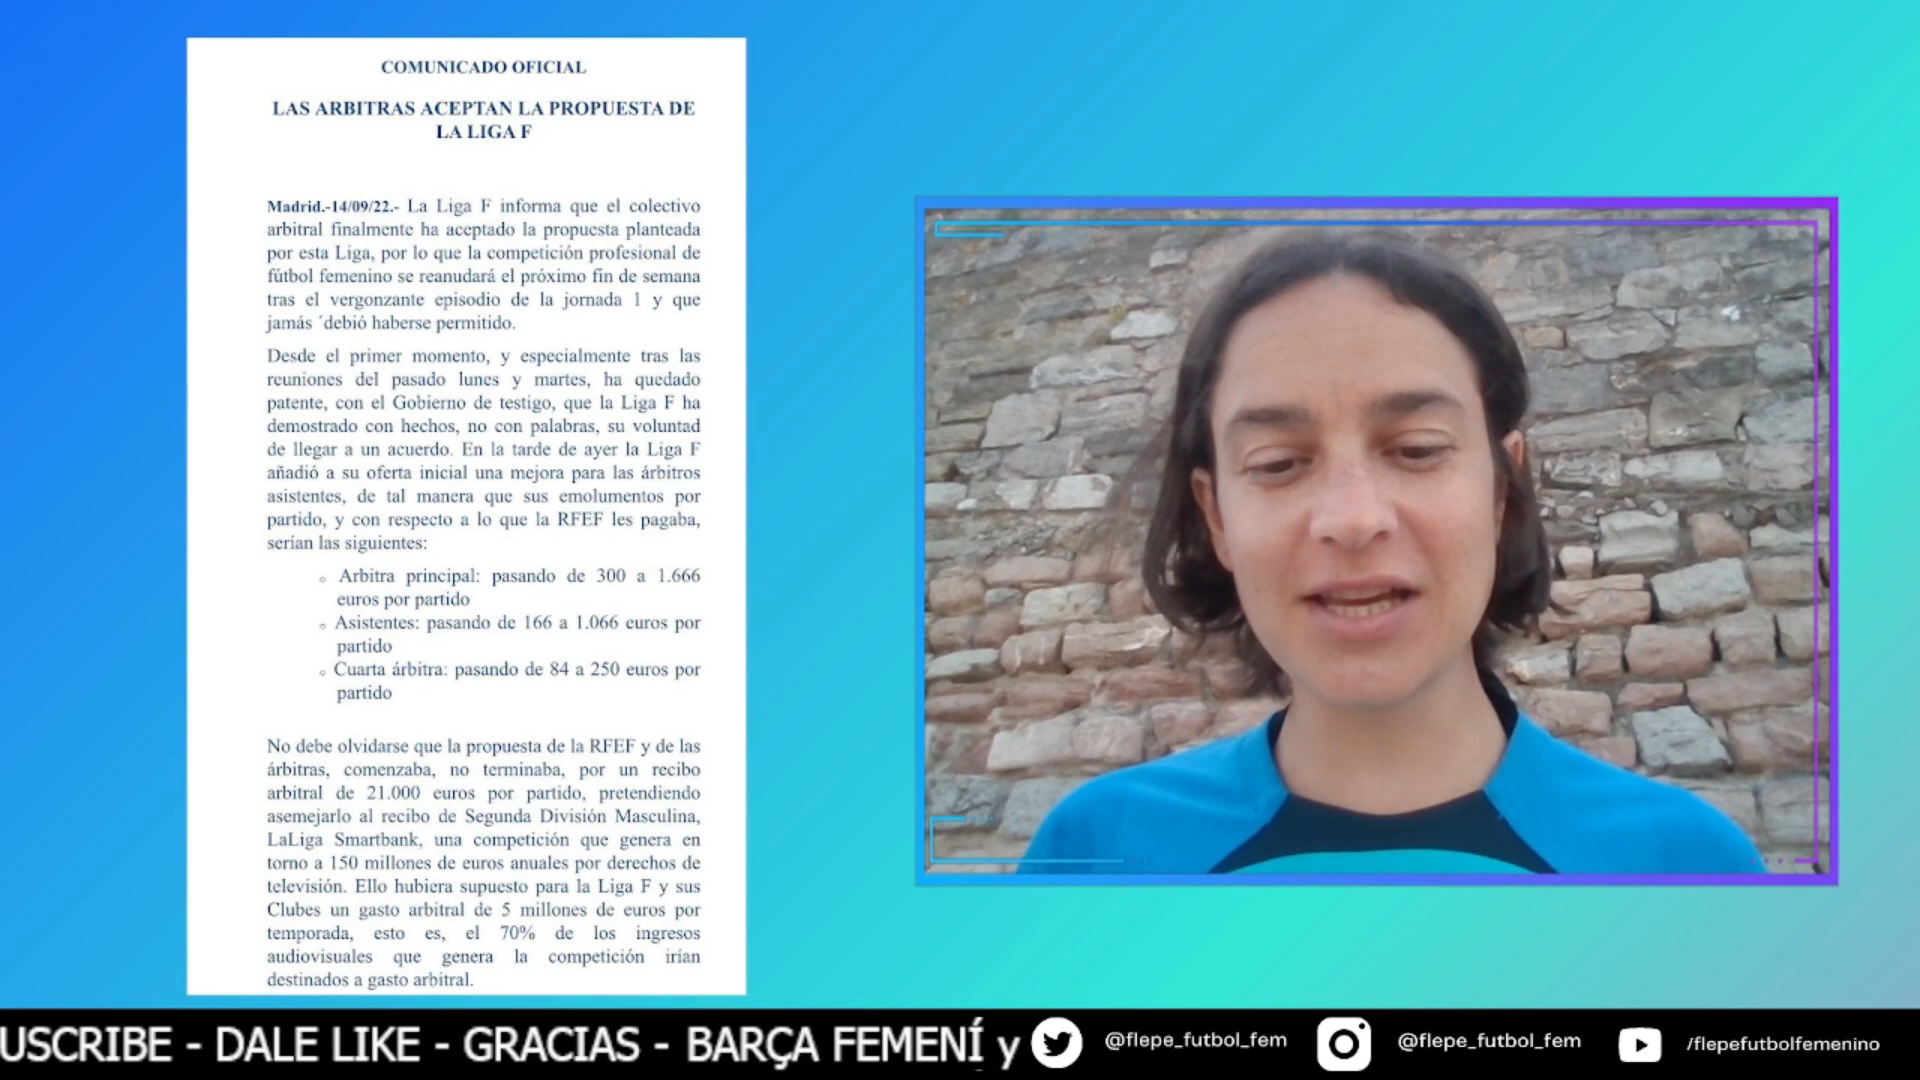 COMUNICADO OFICIAL
LAS ARBITRAS ACEPTAN LA PROPUESTA DE
LA LIGA F
Madrid.-14/09/22.- La Liga F informa que el colectivo
arbitral finalmente ha aceptado la propuesta planteada
por esta Liga, por lo que la competición profesional de
fútbol femenino se reanudará el próximo fin de semana
tras el vergonzante episodio de la jornada 1 y que
jamás ´debió haberse permitido.
Desde el primer momento, y especialmente tras las
reuniones del pasado lunes y martes, ha quedado
patente, con el Gobierno de testigo, que la Liga F ha
demostrado con hechos, no con palabras, su voluntad
de llegar a un acuerdo. En la tarde de ayer la Liga F
añadió a su oferta inicial una mejora para las árbitros
asistentes, de tal manera que sus emolumentos por
partido, y con respecto a lo que la RFEF les pagaba,
serían las siguientes:
◦ Arbitra principal: pasando de 300 a 1.666
euros por partido
◦ Asistentes: pasando de 166 a 1.066 euros por
partido
◦ Cuarta árbitra: pasando de 84 a 250 euros por
partido
No debe olvidarse que la propuesta de la RFEF y de las
árbitras, comenzaba, no terminaba, por un recibo
arbitral de 21.000 euros por partido, pretendiendo
asemejarlo al recibo de Segunda División Masculina,
LaLiga Smartbank, una competición que genera en
torno a 150 millones de euros anuales por derechos de
televisión. Ello hubiera supuesto para la Liga F y sus
Clubes un gasto arbitral de 5 millones de euros por
temporada, esto es, el 70% de los ingresos
audiovisuales que genera la competición irían
destinados a gasto arbitral.
USCRIBE - DALE LIKE - GRACIAS - BARÇA FEMENÍ y
@flepe_futbol_fem
@flepe_futbol_fem
/flepefutbolfemenino